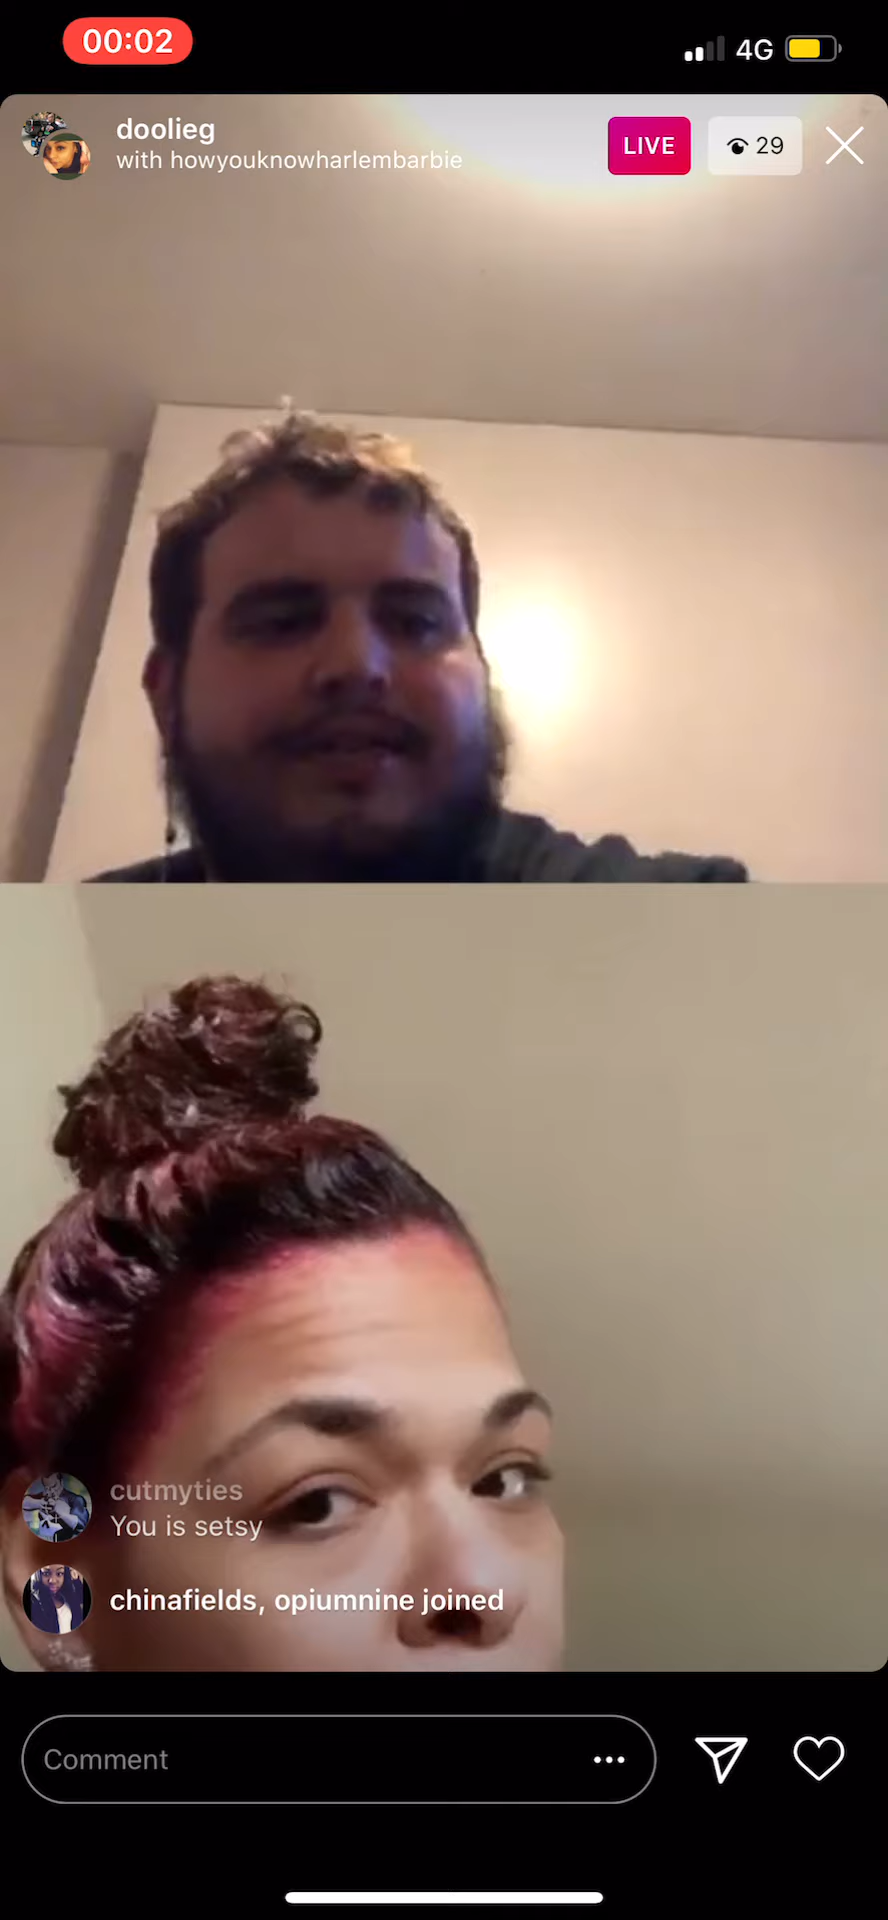 00:02
4G
doolieg
with howyouknowharlembarbie
LIVE
29
cutmyties
You is setsy
chinafields, opiumnine joined
Comment